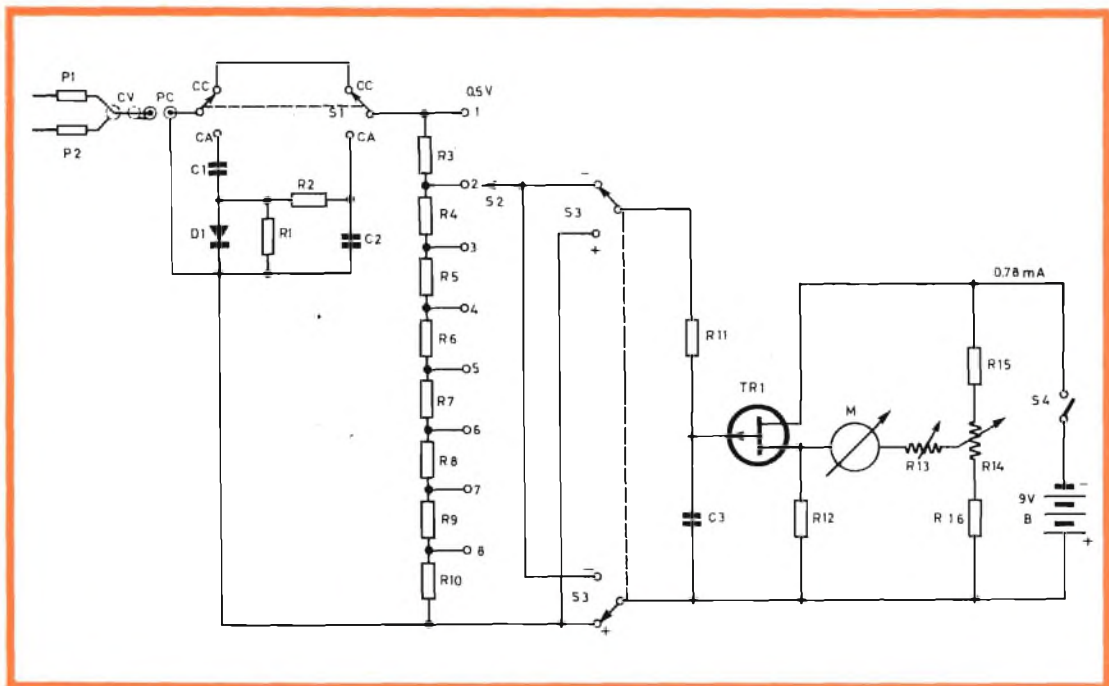 P1
P2
CV
PC
CC
CC
S1
0.5 V
1
CA
CA
C1
R2
R1
D1
C2
R3
2
S2
R4
3
R5
4
R6
5
R7
6
R8
7
R9
8
R10
-
S3
+
R11
C3
-
S3
+
TR1
M
R12
R13
R14
R15
R16
0.78 mA
S4
-
9V
B
+